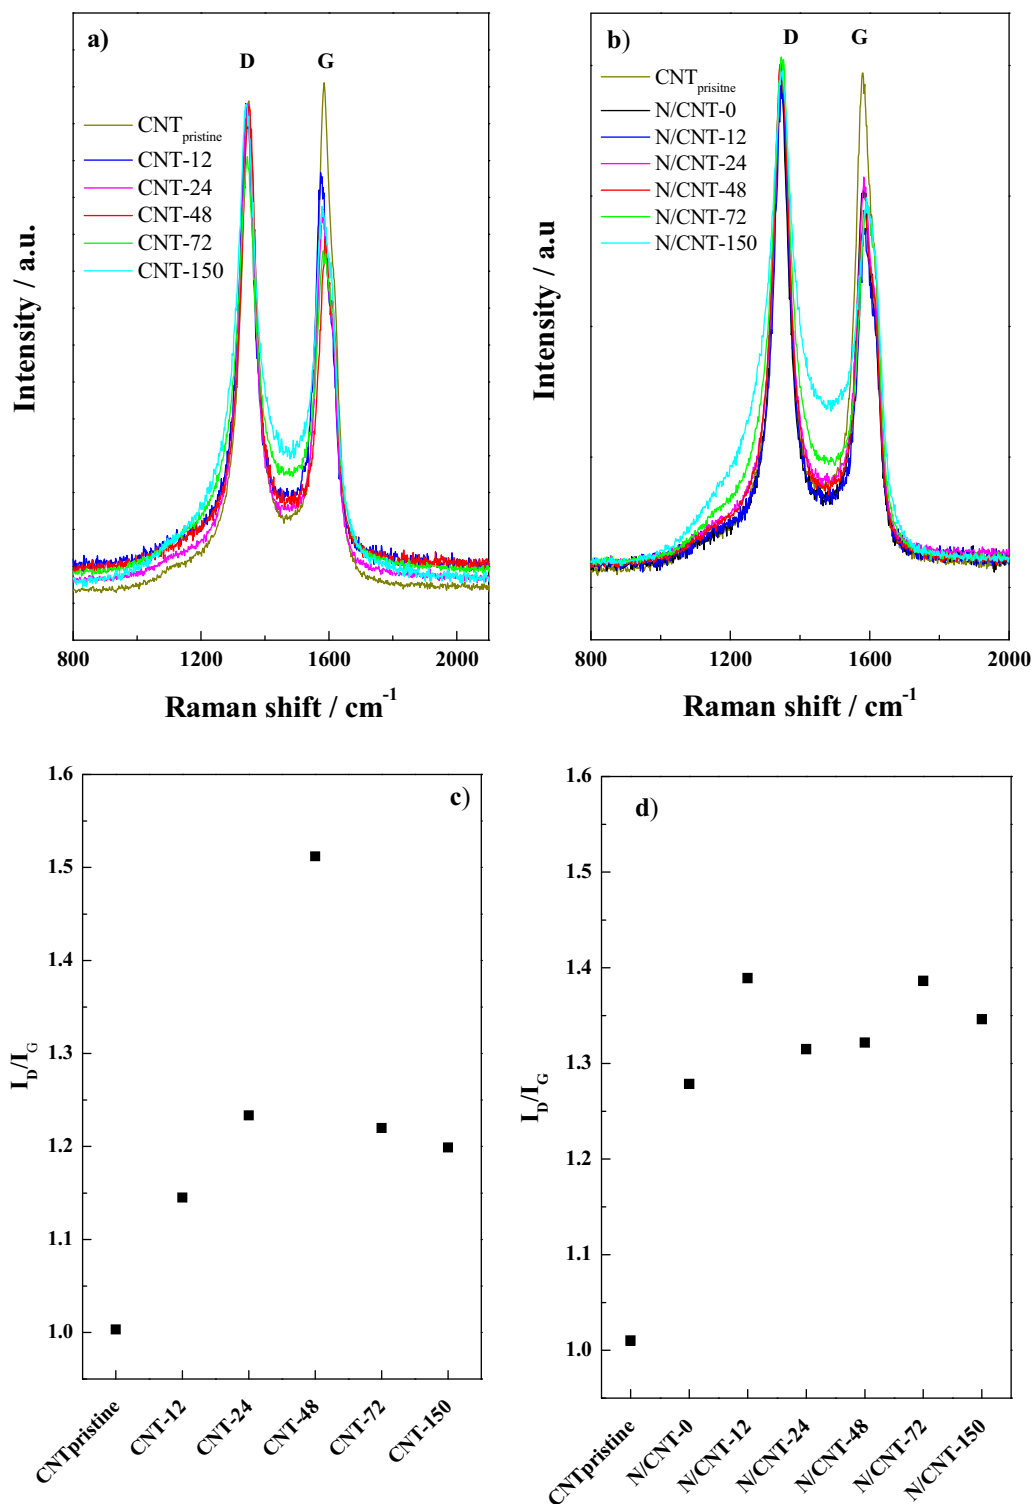 a)
D G
CNTpristine
CNT-12
CNT-24
CNT-48
CNT-72
CNT-150
Intensity / a.u.
800 1200 1600 2000
Raman shift / cm-1
b)
D G
CNTprisitne
N/CNT-0
N/CNT-12
N/CNT-24
N/CNT-48
N/CNT-72
N/CNT-150
Intensity / a.u
800 1200 1600 2000
Raman shift / cm-1
c)
1.6
1.5
1.4
1.3
1.2
1.1
1.0
ID/IG
CNTpristine
CNT-12
CNT-24
CNT-48
CNT-72
CNT-150
d)
1.6
1.5
1.4
1.3
1.2
1.1
1.0
ID/IG
CNTpristine
N/CNT-0
N/CNT-12
N/CNT-24
N/CNT-48
N/CNT-72
N/CNT-150